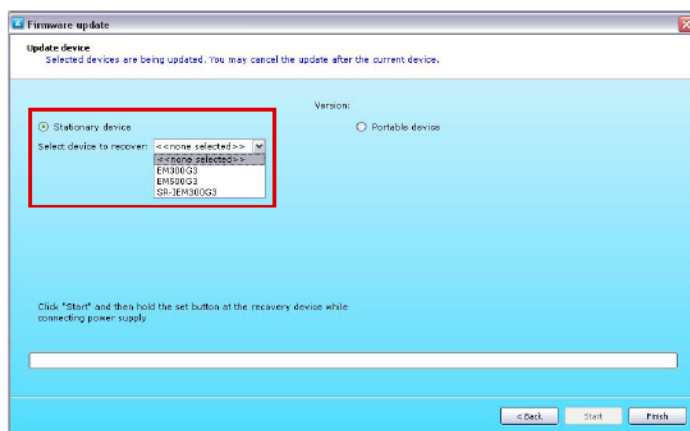 Firmware update
Update device
Selected devices are being updated. You may cancel the update after the current device.
Version:
Stationary device
Portable device
Select device to recover: <<none selected>>
<<none selected>>
EM300G3
EM500G3
SR-IEM300G3
Click "Start" and then hold the set button at the recovery device while
connecting power supply
< Back
Start
Finish